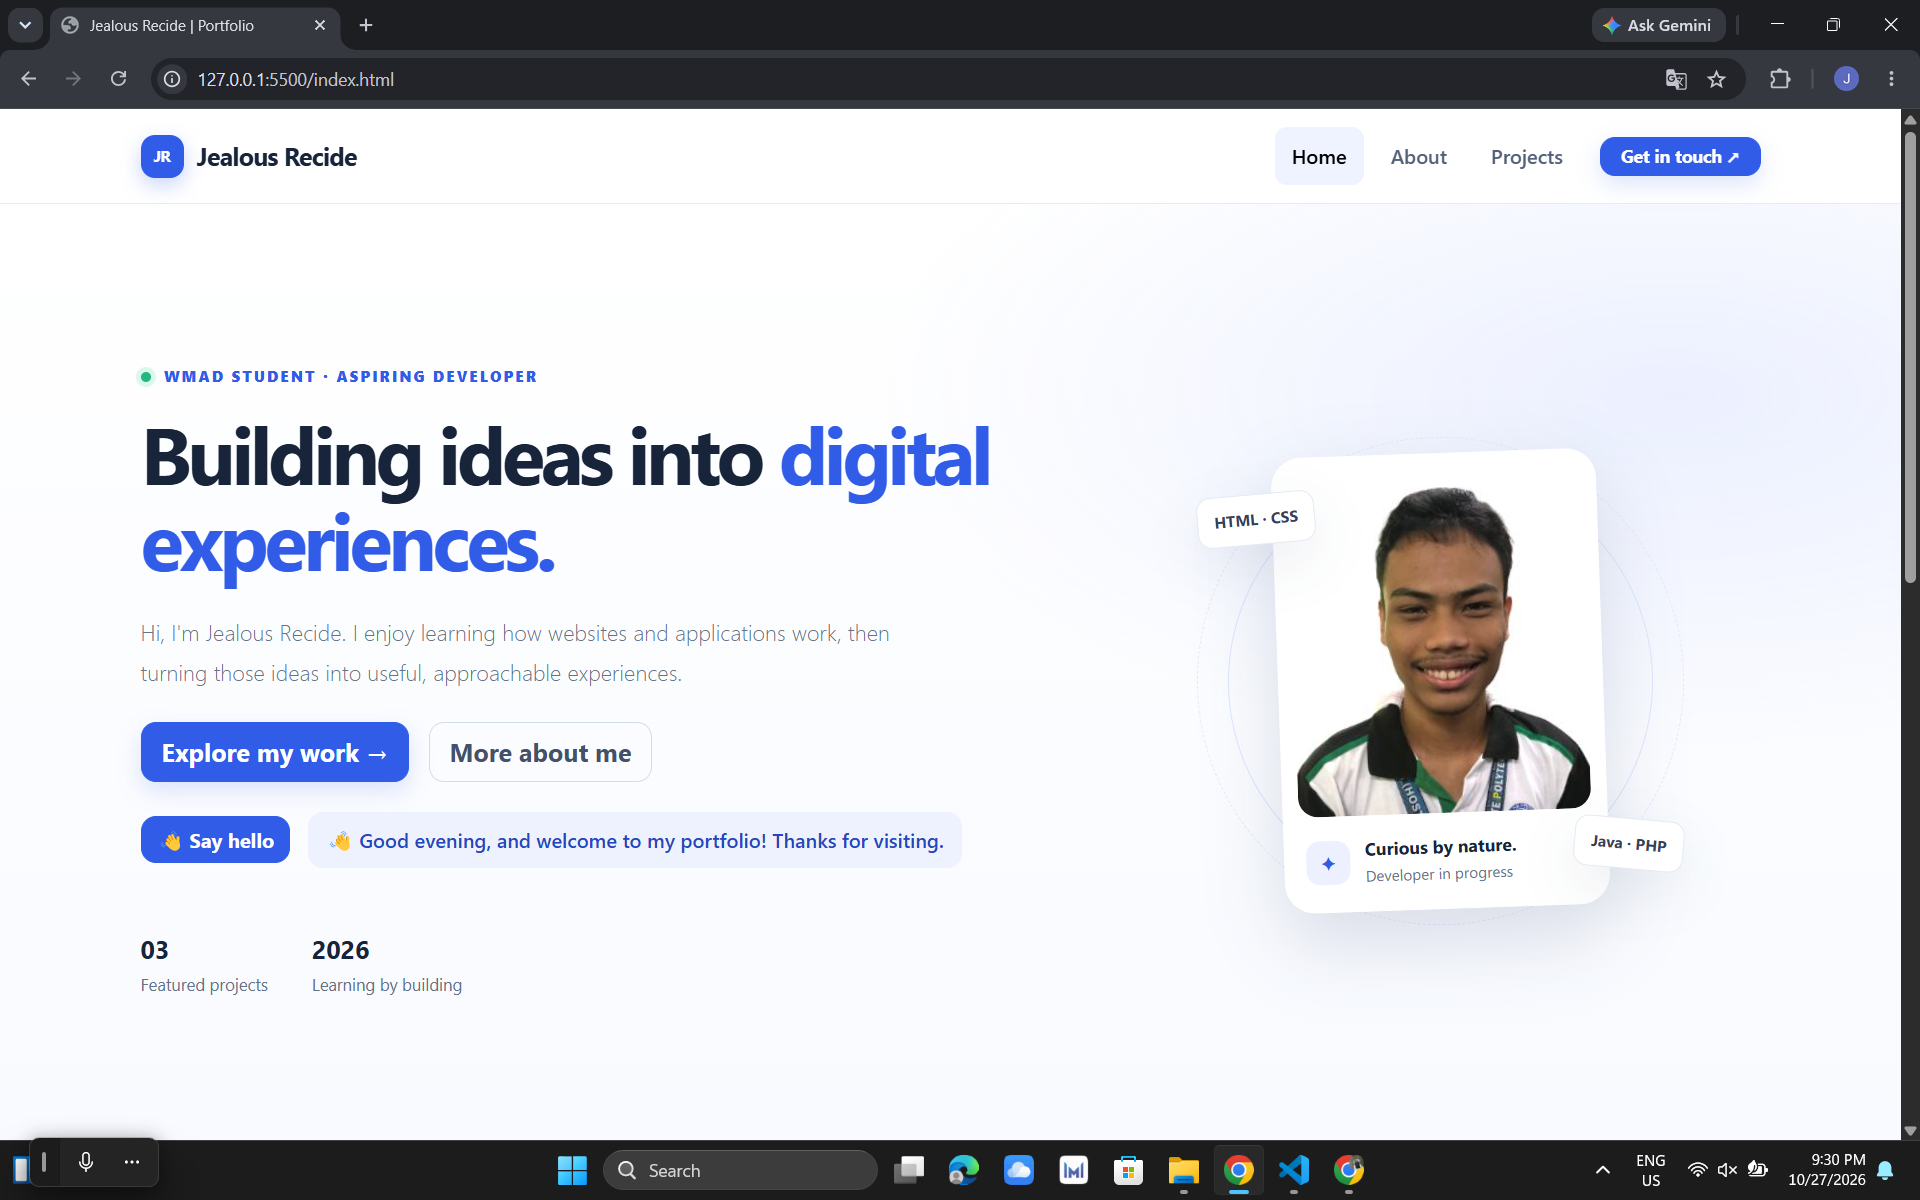 Jealous Recide | Portfolio
Ask Gemini
127.0.0.1:5500/index.html
J
JR
Jealous Recide
Home
About
Projects
Get in touch ↗
WMAD STUDENT · ASPIRING DEVELOPER
Building ideas into digital
experiences.
Hi, I'm Jealous Recide. I enjoy learning how websites and applications work, then
turning those ideas into useful, approachable experiences.
Explore my work →
More about me
👋 Say hello
👋 Good evening, and welcome to my portfolio! Thanks for visiting.
03
Featured projects
2026
Learning by building
HTML · CSS
Curious by nature.
Developer in progress
Java · PHP
Search
ENG
US
9:30 PM
10/27/2026